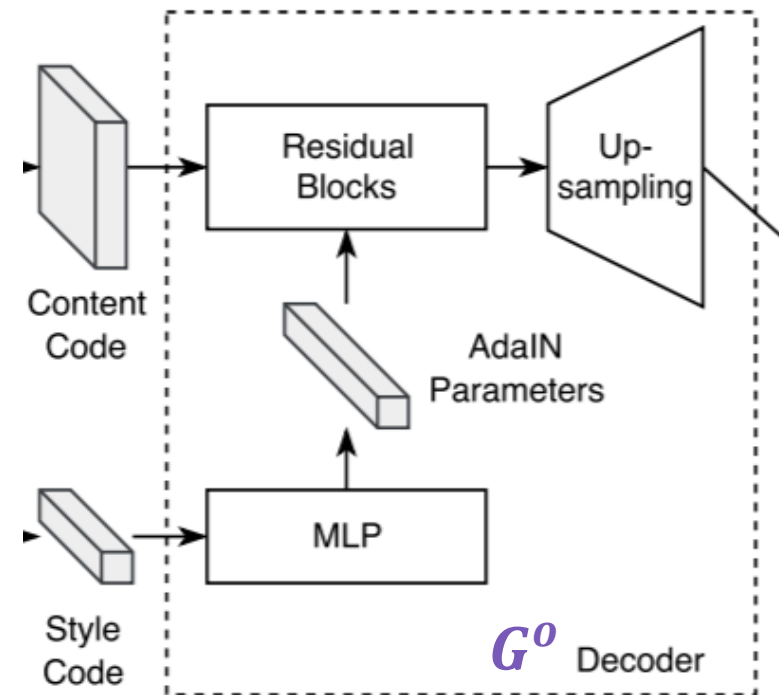 Residual
Blocks
Up-
sampling
Content
Code
AdaIN
Parameters
MLP
Style
Code
G^o Decoder